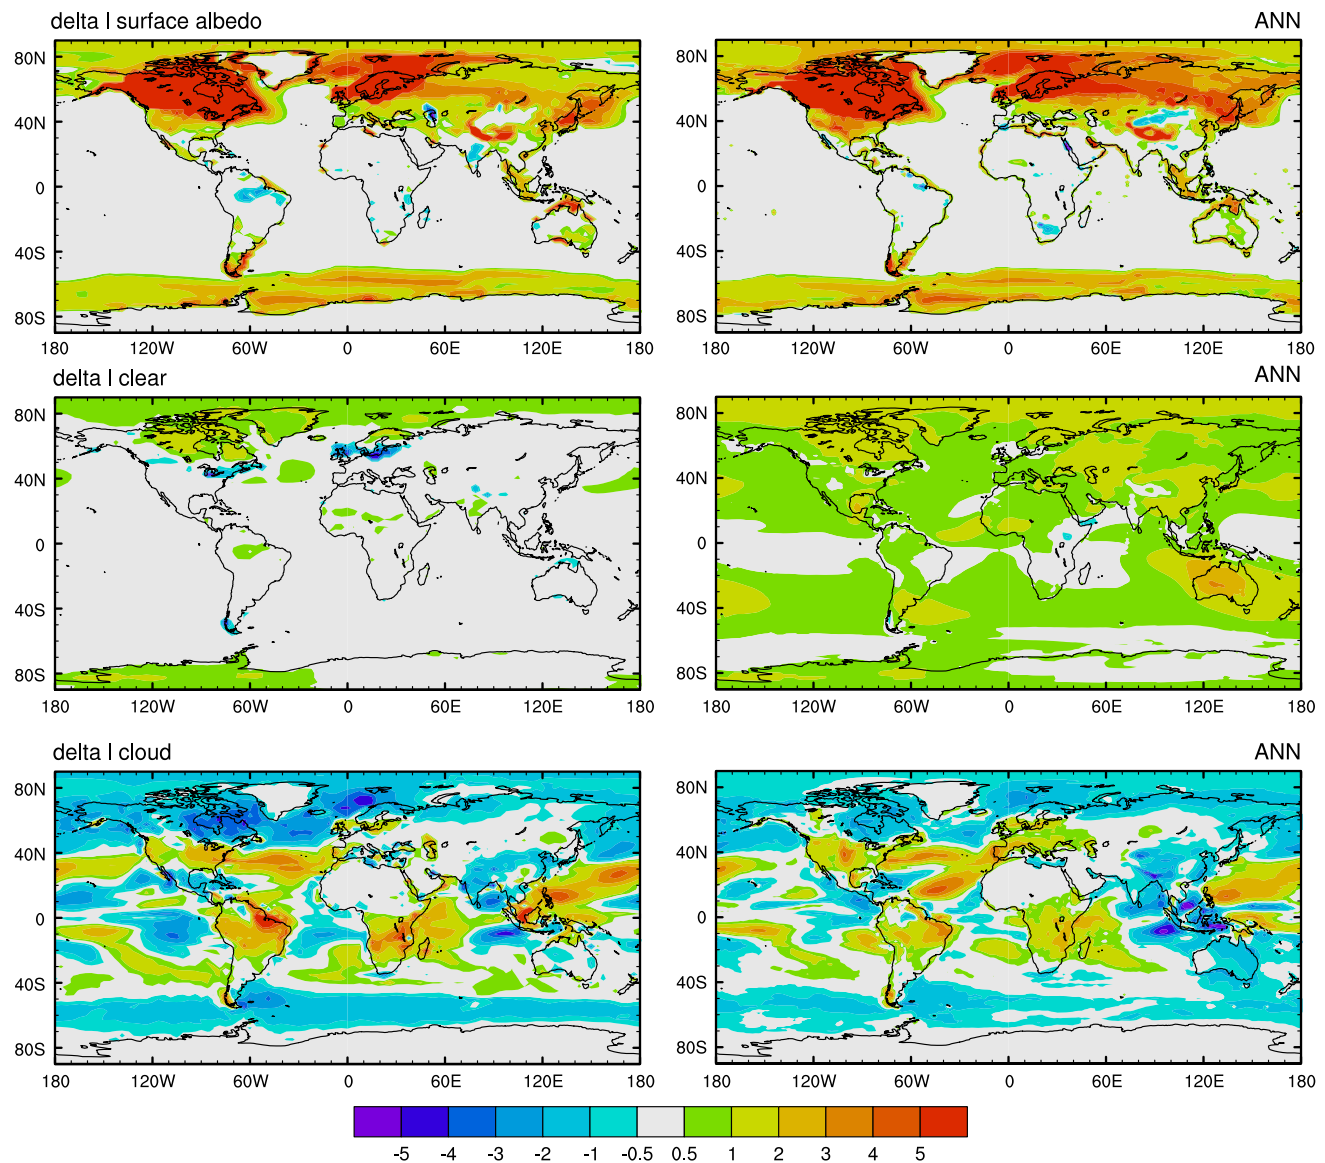 delta I surface albedo ANN
80N
40N
0
40S
80S
180 120W 60W 0 60E 120E 180
80N
40N
0
40S
80S
180 120W 60W 0 60E 120E 180
delta I clear ANN
80N
40N
0
40S
80S
180 120W 60W 0 60E 120E 180
80N
40N
0
40S
80S
180 120W 60W 0 60E 120E 180
delta I cloud ANN
80N
40N
0
40S
80S
180 120W 60W 0 60E 120E 180
80N
40N
0
40S
80S
180 120W 60W 0 60E 120E 180
-5 -4 -3 -2 -1 -0.5 0.5 1 2 3 4 5